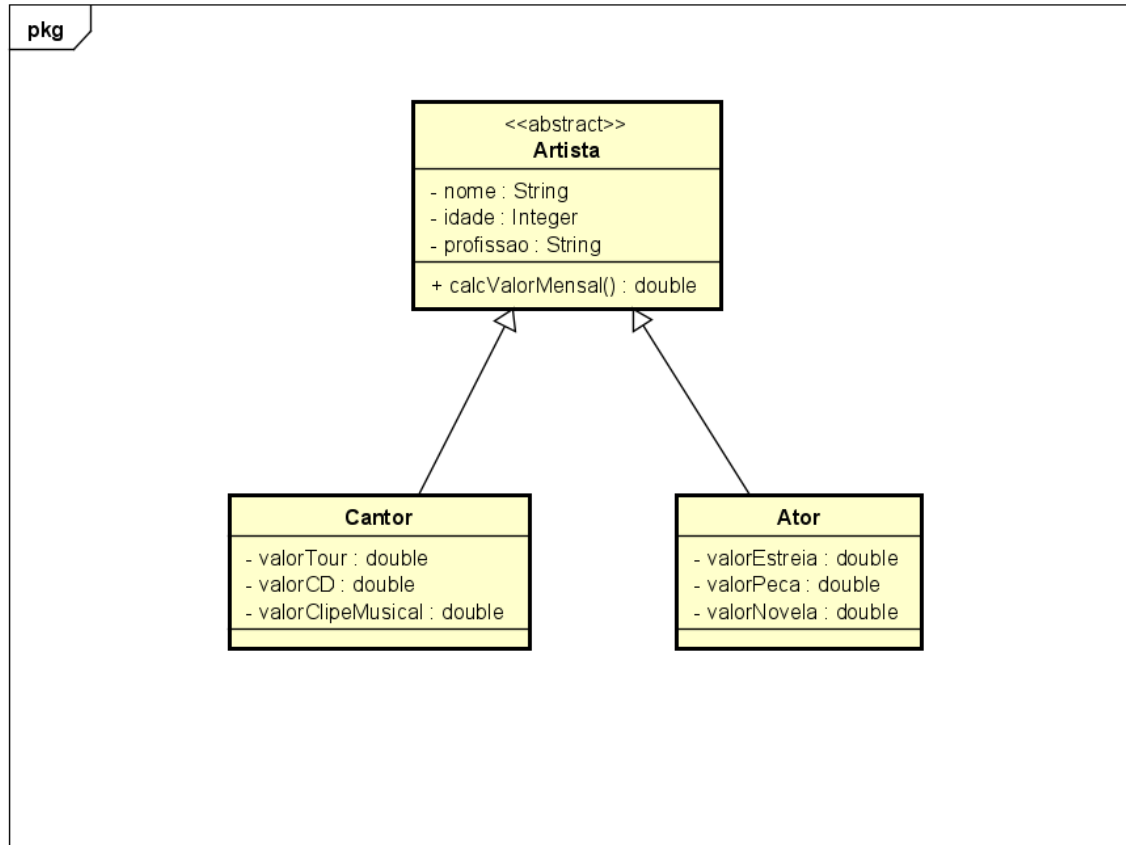 pkg
<<abstract>>
Artista
- nome : String
- idade : Integer
- profissao : String
+ calcValorMensal() : double
Cantor
- valorTour : double
- valorCD : double
- valorClipeMusical : double
Ator
- valorEstreia : double
- valorPeca : double
- valorNovela : double